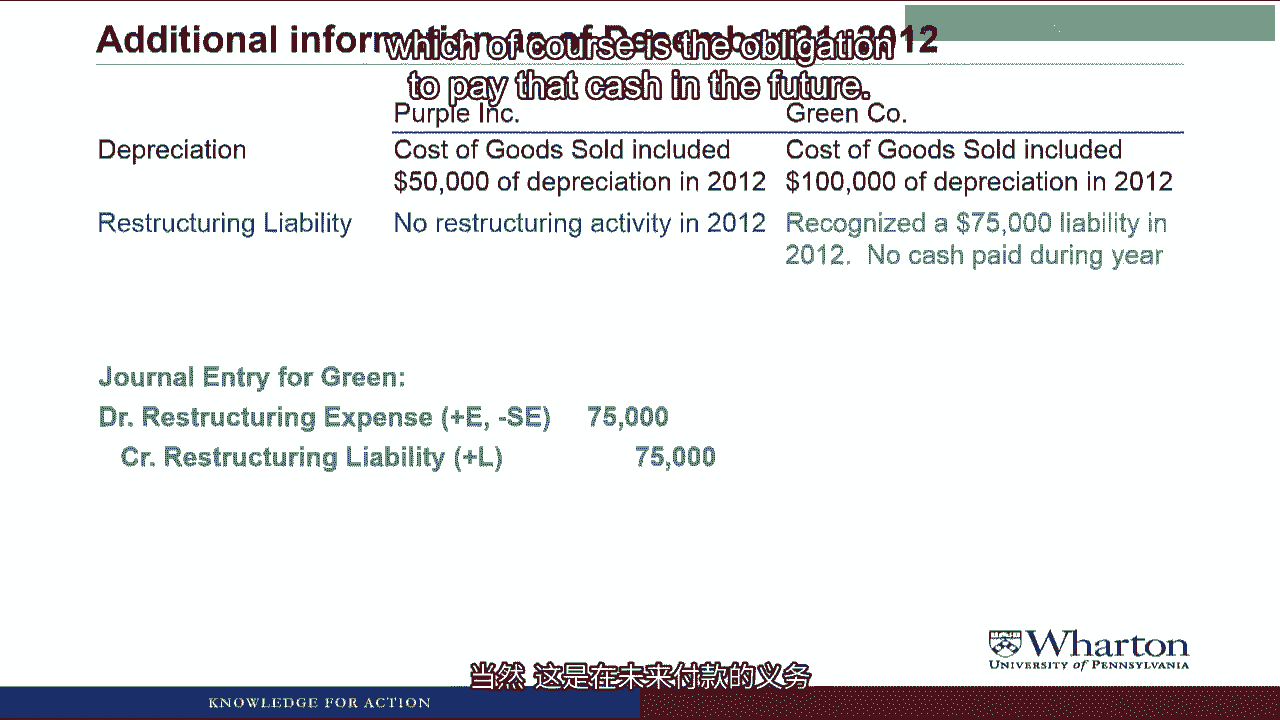 Additional information as of December 31, 2012
which of course is the obligation
to pay that cash in the future.
Purple Inc.
Green Co.
Depreciation
Cost of Goods Sold included
$50,000 of depreciation in 2012
Cost of Goods Sold included
$100,000 of depreciation in 2012
Restructuring Liability
No restructuring activity in 2012
Recognized a $75,000 liability in
2012. No cash paid during year
Journal Entry for Green:
Dr. Restructuring Expense (+E, -SE) 75,000
Cr. Restructuring Liability (+L) 75,000
Wharton
UNIVERSITY of PENNSYLVANIA
当然 这是在未来付款的义务
KNOWLEDGE FOR ACTION